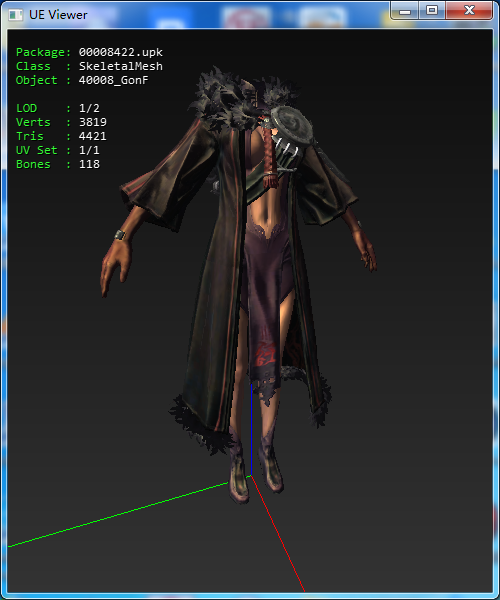 UE Viewer
Package: 00008422.upk
Class : SkeletalMesh
Object : 40008_GonF
LOD : 1/2
Verts : 3819
Tris : 4421
UV Set : 1/1
Bones : 118